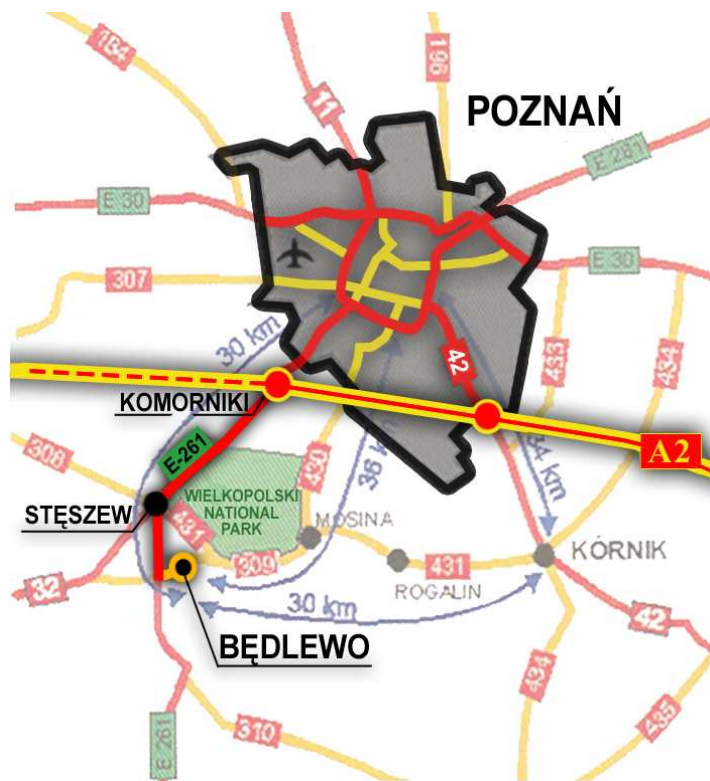 184
196
11
POZNAŃ
E 261
E 30
E 30
307
30 km
42
433
434
KOMORNIKI
A2
308
E-261
430
36 km
34 km
STĘSZEW
WIELKOPOLSKI
NATIONAL
PARK
431
MOSINA
KÓRNIK
309
431
ROGALIN
32
30 km
42
BĘDLEWO
434
435
310
E 261